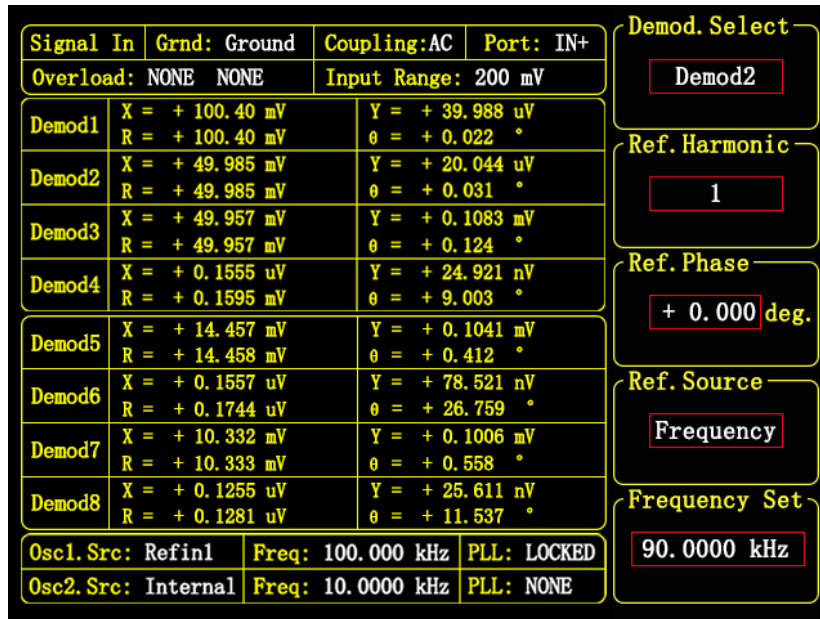 Signal In Grnd: Ground Coupling:AC Port: IN+
Overload: NONE NONE Input Range: 200 mV
Demod1 X = + 100.40 mV Y = + 39.988 uV
R = + 100.40 mV θ = + 0.022 °
Demod2 X = + 49.985 mV Y = + 20.044 uV
R = + 49.985 mV θ = + 0.031 °
Demod3 X = + 49.957 mV Y = + 0.1083 mV
R = + 49.957 mV θ = + 0.124 °
Demod4 X = + 0.1555 uV Y = + 24.921 nV
R = + 0.1595 mV θ = + 9.003 °
Demod5 X = + 14.457 mV Y = + 0.1041 mV
R = + 14.458 mV θ = + 0.412 °
Demod6 X = + 0.1557 uV Y = + 78.521 nV
R = + 0.1744 uV θ = + 26.759 °
Demod7 X = + 10.332 mV Y = + 0.1006 mV
R = + 10.333 mV θ = + 0.558 °
Demod8 X = + 0.1255 uV Y = + 25.611 nV
R = + 0.1281 uV θ = + 11.537 °
Osc1.Src: Refin1 Freq: 100.000 kHz PLL: LOCKED
Osc2.Src: Internal Freq: 10.0000 kHz PLL: NONE
Demod.Select
Demod2
Ref.Harmonic
1
Ref.Phase
+ 0.000 deg.
Ref.Source
Frequency
Frequency Set
90.0000 kHz